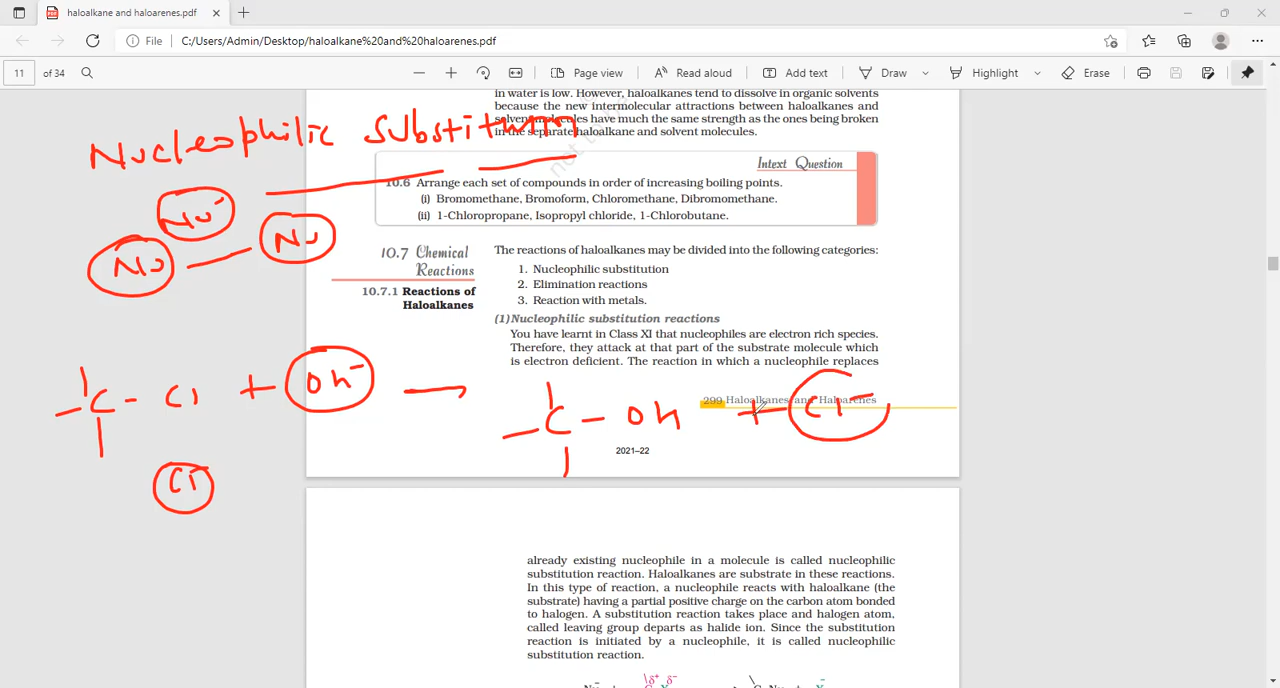 haloalkane and haloarenes.pdf
File C:/Users/Admin/Desktop/haloalkane%20and%20haloarenes.pdf
11 of 34 Page view Read aloud Add text Draw Highlight Erase
in water is low. However, haloalkanes tend to dissolve in organic solvents
because the new intermolecular attractions between haloalkanes and
solvent molecules have much the same strength as the ones being broken
in the separate haloalkane and solvent molecules.
Nucleophilic substitution
Intext Question
10.6 Arrange each set of compounds in order of increasing boiling points.
(i) Bromomethane, Bromoform, Chloromethane, Dibromomethane.
(ii) 1-Chloropropane, Isopropyl chloride, 1-Chlorobutane.
Nu-
Nu — Nu
10.7 Chemical
Reactions
The reactions of haloalkanes may be divided into the following categories:
1. Nucleophilic substitution
2. Elimination reactions
3. Reaction with metals.
10.7.1 Reactions of
Haloalkanes
(1)Nucleophilic substitution reactions
You have learnt in Class XI that nucleophiles are electron rich species.
Therefore, they attack at that part of the substrate molecule which
is electron deficient. The reaction in which a nucleophile replaces
299 Haloalkanes and Haloarenes
-C- Cl + Oh- — -C- Oh + Cl-
Cl
2021–22
already existing nucleophile in a molecule is called nucleophilic
substitution reaction. Haloalkanes are substrate in these reactions.
In this type of reaction, a nucleophile reacts with haloalkane (the
substrate) having a partial positive charge on the carbon atom bonded
to halogen. A substitution reaction takes place and halogen atom,
called leaving group departs as halide ion. Since the substitution
reaction is initiated by a nucleophile, it is called nucleophilic
substitution reaction.